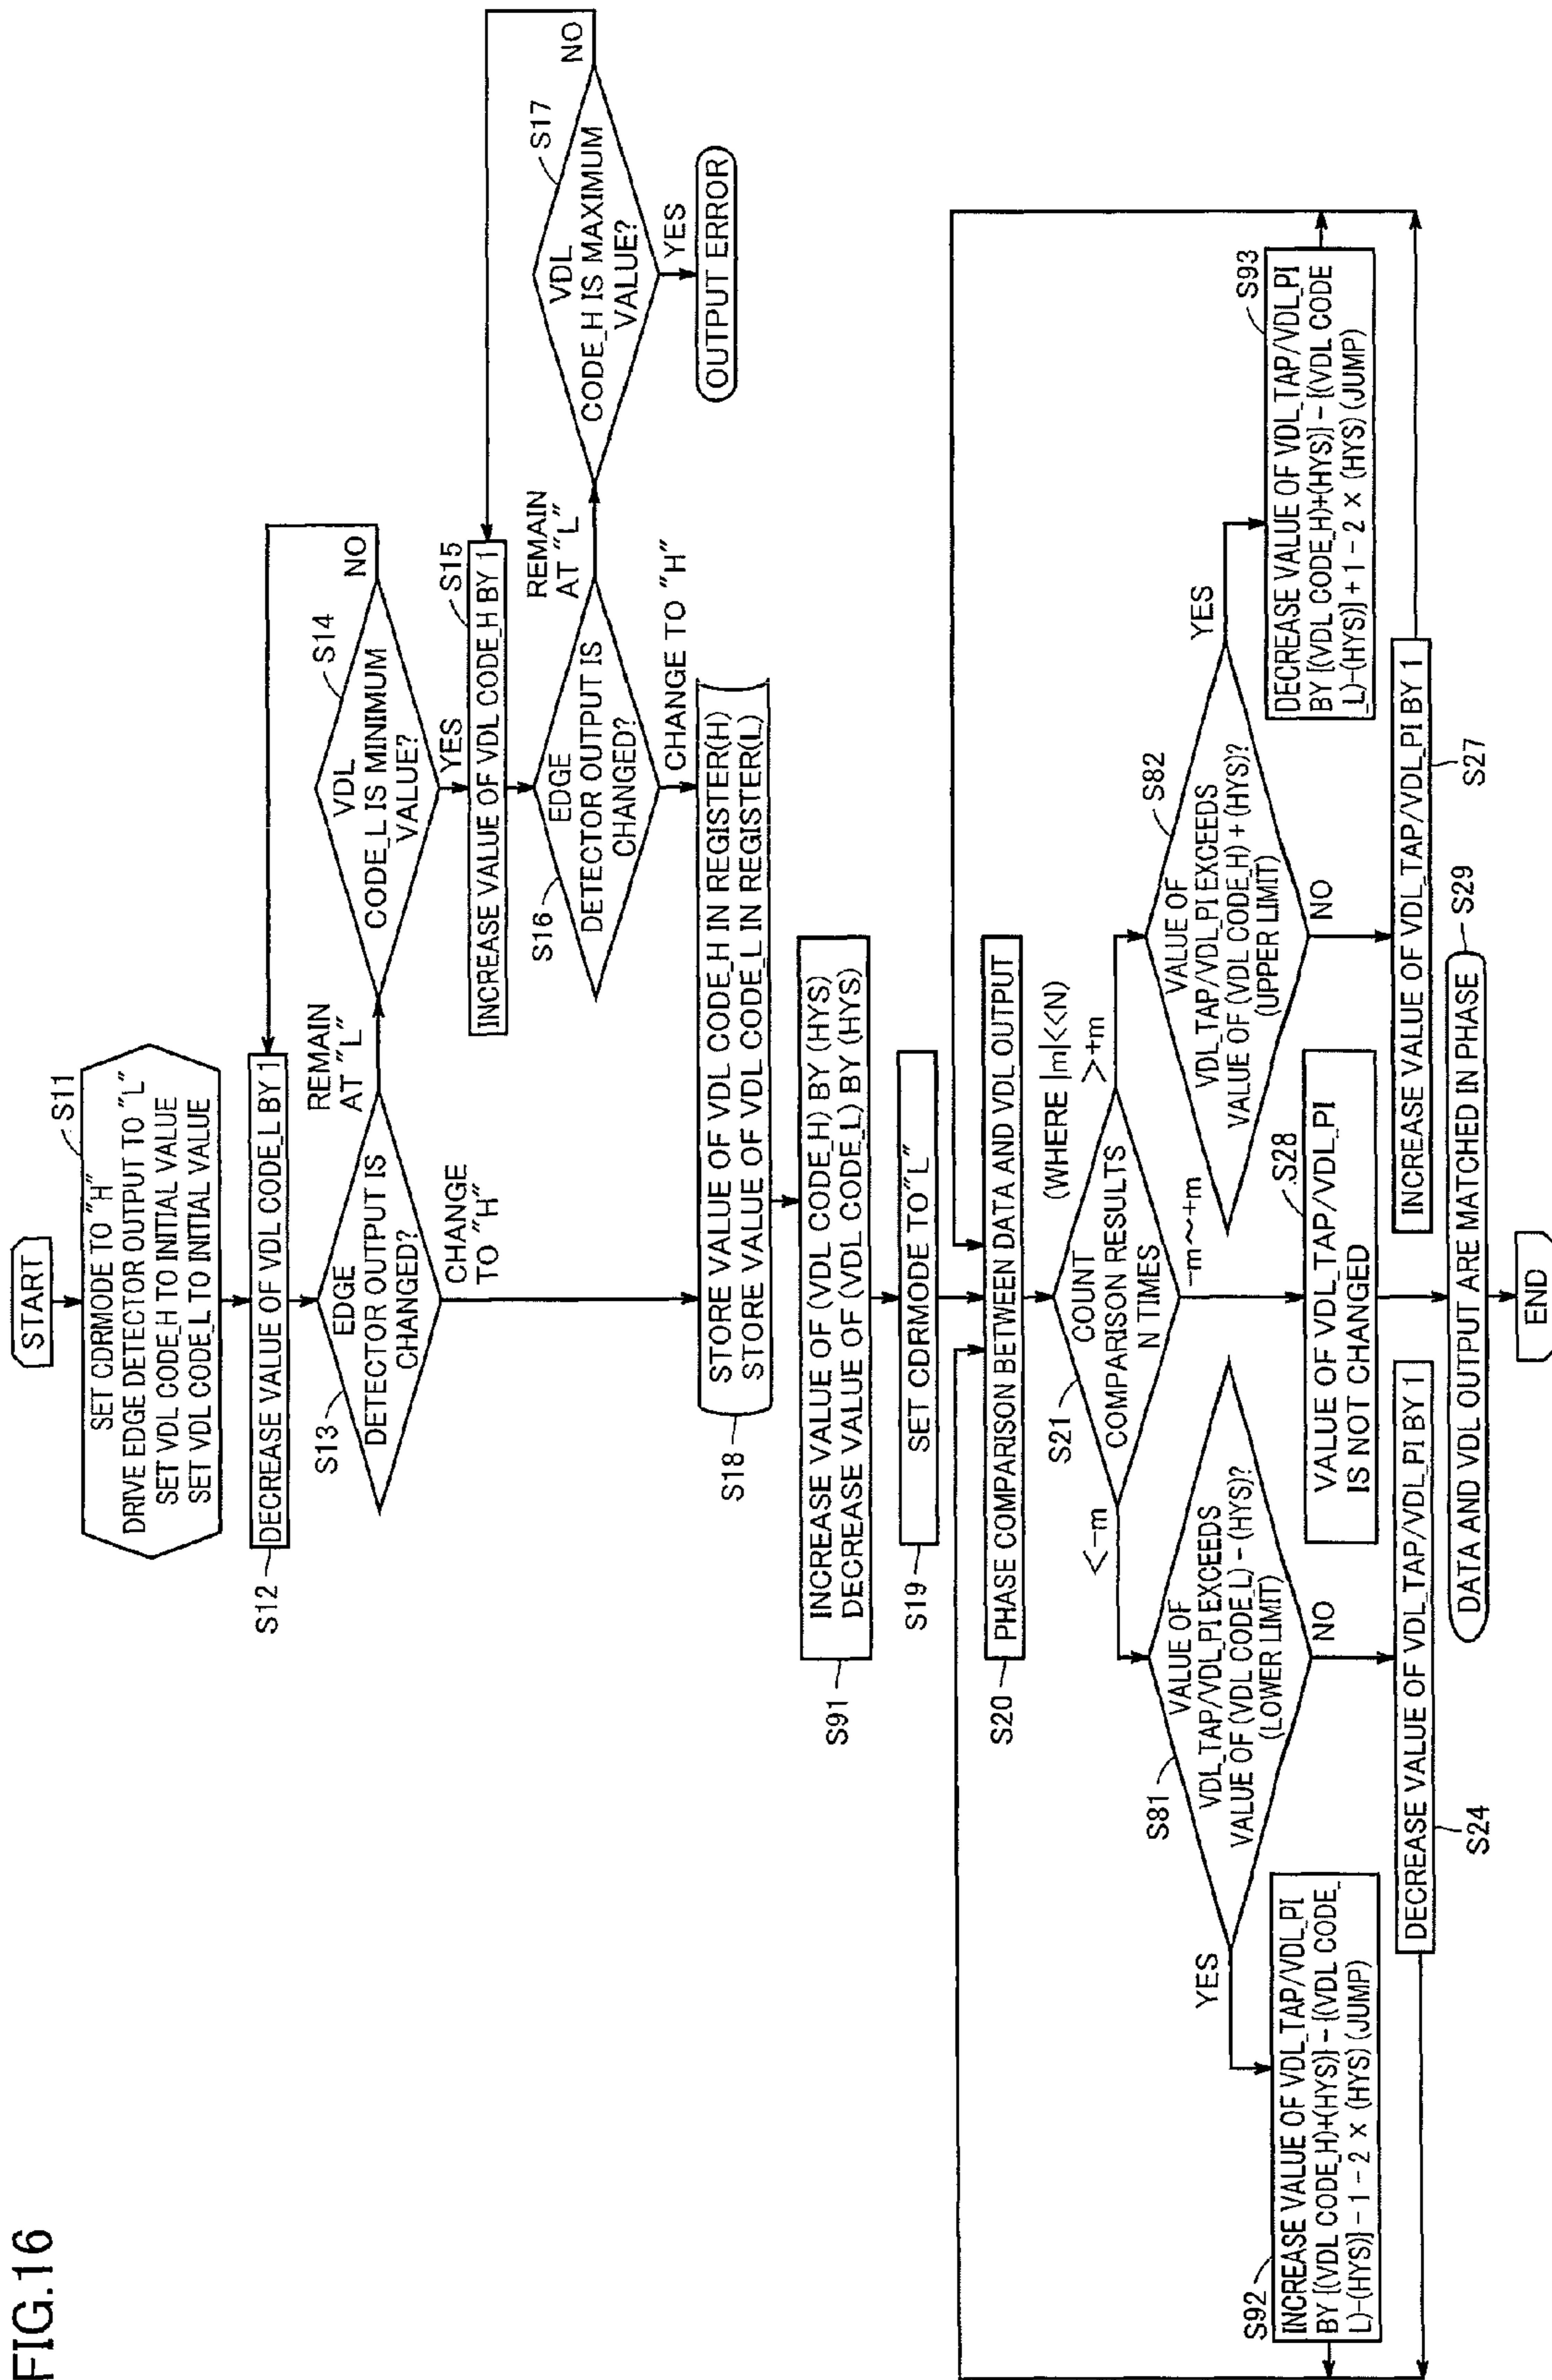 FIG.16
START
S11
SET CDRMODE TO "H"
DRIVE EDGE DETECTOR OUTPUT TO "L"
SET VDL CODE_H TO INITIAL VALUE
SET VDL CODE_L TO INITIAL VALUE
S12
DECREASE VALUE OF VDL CODE_L BY 1
S13
EDGE
DETECTOR OUTPUT IS
CHANGED?
REMAIN
AT "L"
CHANGE
TO "H"
S14
VDL
CODE_L IS MINIMUM
VALUE?
NO
YES
S15
INCREASE VALUE OF VDL CODE_H BY 1
S16
EDGE
DETECTOR OUTPUT IS
CHANGED?
REMAIN
AT "L"
CHANGE TO "H"
S17
VDL
CODE_H IS MAXIMUM
VALUE?
NO
YES
OUTPUT ERROR
S18
STORE VALUE OF VDL CODE_H IN REGISTER(H)
STORE VALUE OF VDL CODE_L IN REGISTER(L)
S91
INCREASE VALUE OF (VDL CODE_H) BY (HYS)
DECREASE VALUE OF (VDL CODE_L) BY (HYS)
S19
SET CDRMODE TO "L"
S20
PHASE COMPARISON BETWEEN DATA AND VDL OUTPUT
S21
COUNT
COMPARISON RESULTS
N TIMES
(WHERE |m|<<N)
<-m
>+m
-m~+m
S81
VALUE OF
VDL_TAP/VDL_PI EXCEEDS
VALUE OF (VDL CODE_L) - (HYS)?
(LOWER LIMIT)
YES
NO
S82
VALUE OF
VDL_TAP/VDL_PI EXCEEDS
VALUE OF (VDL CODE_H) + (HYS)?
(UPPER LIMIT)
YES
NO
S92
INCREASE VALUE OF VDL_TAP/VDL_PI
BY [(VDL CODE_H)+(HYS)] - [(VDL CODE_
L)-(HYS)] - 1 - 2 × (HYS) (JUMP)
S28
VALUE OF VDL_TAP/VDL_PI
IS NOT CHANGED
S93
DECREASE VALUE OF VDL_TAP/VDL_PI
BY [(VDL CODE_H)+(HYS)] - [(VDL CODE
_L)-(HYS)] + 1 - 2 × (HYS) (JUMP)
S24
DECREASE VALUE OF VDL_TAP/VDL_PI BY 1
S27
INCREASE VALUE OF VDL_TAP/VDL_PI BY 1
S29
DATA AND VDL OUTPUT ARE MATCHED IN PHASE
END